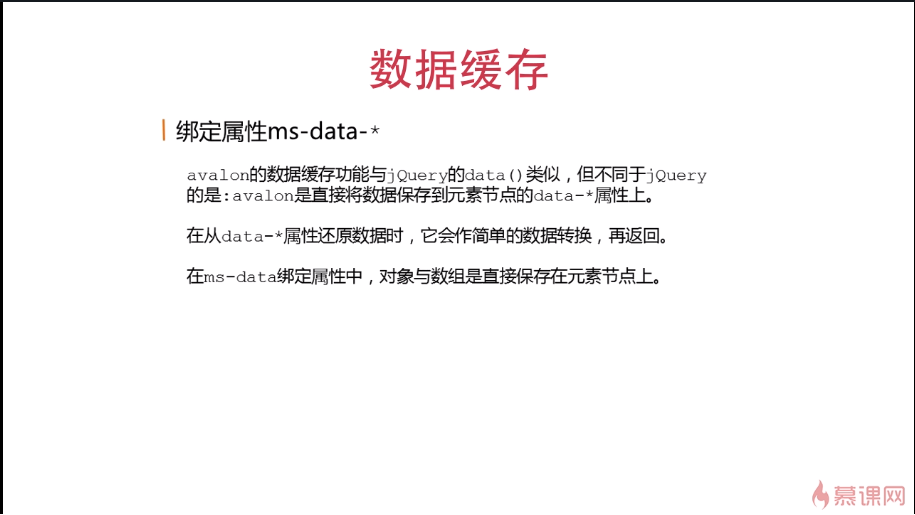 数据缓存
绑定属性ms-data-*
avalon的数据缓存功能与jQuery的data()类似，但不同于jQuery
的是:avalon是直接将数据保存到元素节点的data-*属性上。
在从data-*属性还原数据时，它会作简单的数据转换，再返回。
在ms-data绑定属性中，对象与数组是直接保存在元素节点上。
慕课网